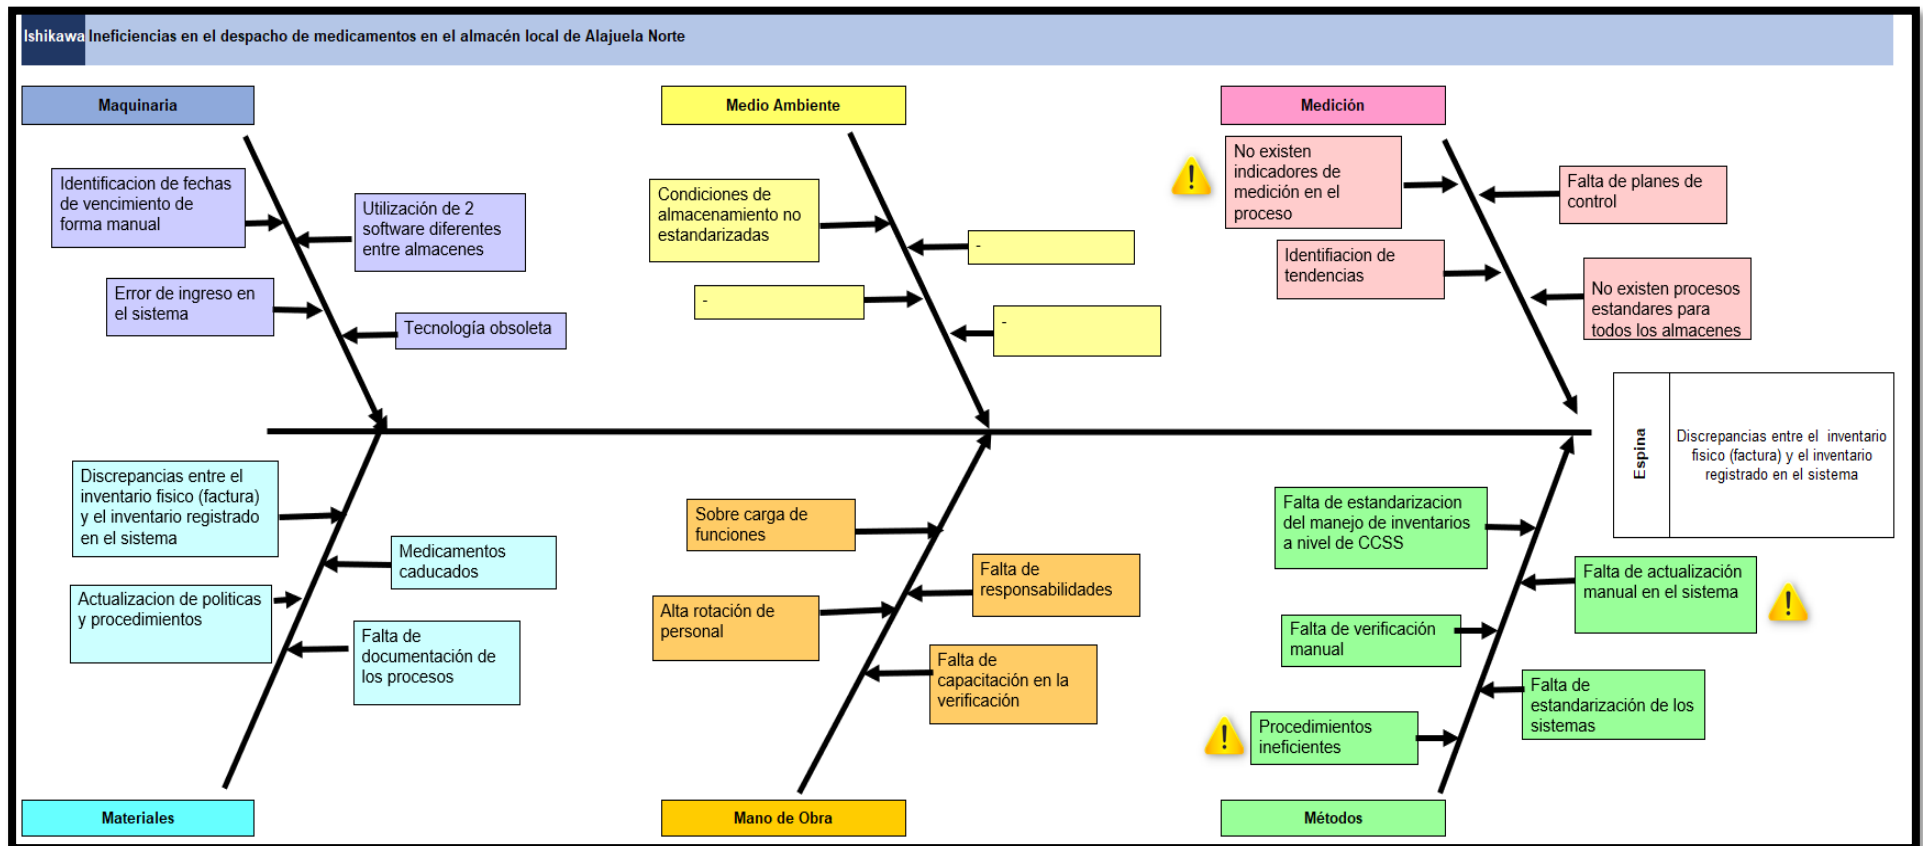 Ishikawa Ineficiencias en el despacho de medicamentos en el almacén local de Alajuela Norte
Maquinaria
Identificacion de fechas
de vencimiento de
forma manual
Utilización de 2
software diferentes
entre almacenes
Error de ingreso en
el sistema
Tecnología obsoleta
Medio Ambiente
Condiciones de
almacenamiento no
estandarizadas
-
-
-
Medición
No existen
indicadores de
medición en el
proceso
Falta de planes de
control
Identifiacion de
tendencias
No existen procesos
estandares para
todos los almacenes
Espina
Discrepancias entre el inventario
fisico (factura) y el inventario
registrado en el sistema
Discrepancias entre el
inventario fisico (factura)
y el inventario registrado
en el sistema
Medicamentos
caducados
Actualizacion de politicas
y procedimientos
Falta de
documentación de
los procesos
Materiales
Sobre carga de
funciones
Falta de
responsabilidades
Alta rotación de
personal
Falta de
capacitación en la
verificación
Mano de Obra
Falta de estandarizacion
del manejo de inventarios
a nivel de CCSS
Falta de actualización
manual en el sistema
Falta de verificación
manual
Falta de
estandarización de los
sistemas
Procedimientos
ineficientes
Métodos